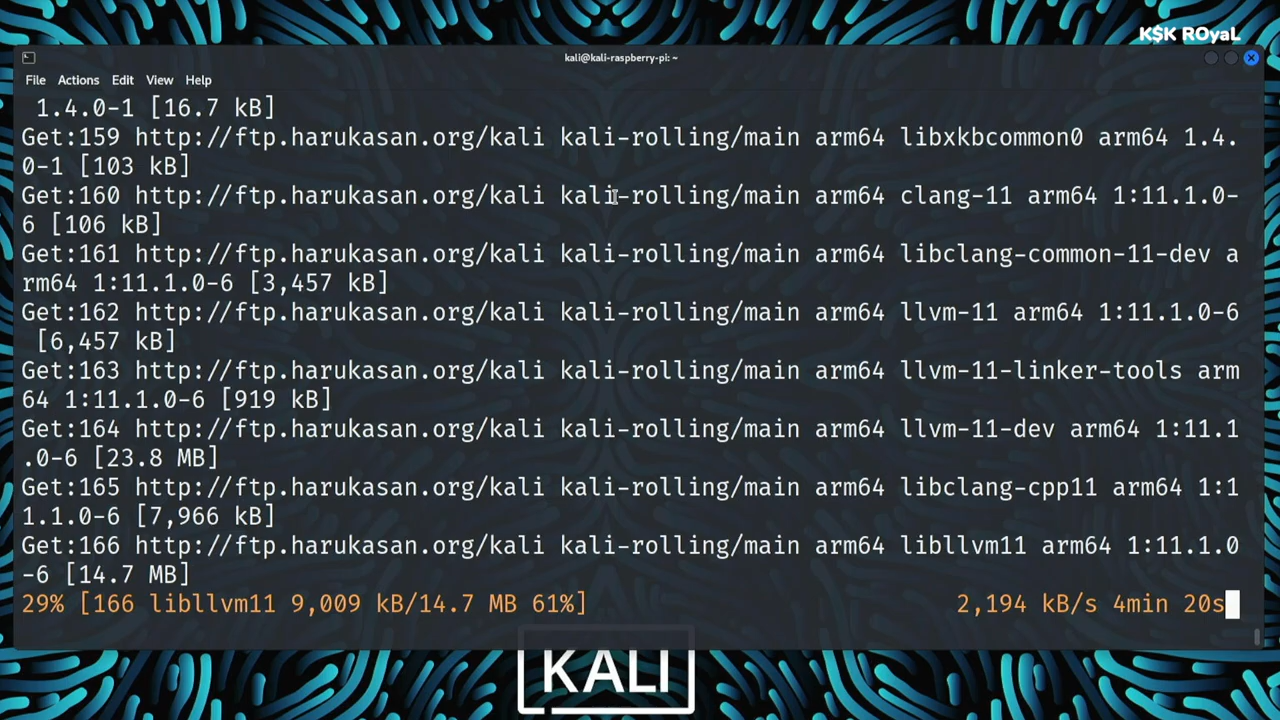 K$K ROyaL
kali@kali-raspberry-pi: ~
File Actions Edit View Help
1.4.0-1 [16.7 kB]
Get:159 http://ftp.harukasan.org/kali kali-rolling/main arm64 libxkbcommon0 arm64 1.4.
0-1 [103 kB]
Get:160 http://ftp.harukasan.org/kali kali-rolling/main arm64 clang-11 arm64 1:11.1.0-
6 [106 kB]
Get:161 http://ftp.harukasan.org/kali kali-rolling/main arm64 libclang-common-11-dev a
rm64 1:11.1.0-6 [3,457 kB]
Get:162 http://ftp.harukasan.org/kali kali-rolling/main arm64 llvm-11 arm64 1:11.1.0-6
[6,457 kB]
Get:163 http://ftp.harukasan.org/kali kali-rolling/main arm64 llvm-11-linker-tools arm
64 1:11.1.0-6 [919 kB]
Get:164 http://ftp.harukasan.org/kali kali-rolling/main arm64 llvm-11-dev arm64 1:11.1
.0-6 [23.8 MB]
Get:165 http://ftp.harukasan.org/kali kali-rolling/main arm64 libclang-cpp11 arm64 1:1
1.1.0-6 [7,966 kB]
Get:166 http://ftp.harukasan.org/kali kali-rolling/main arm64 libllvm11 arm64 1:11.1.0
-6 [14.7 MB]
29% [166 libllvm11 9,009 kB/14.7 MB 61%] 2,194 kB/s 4min 20s
KALI